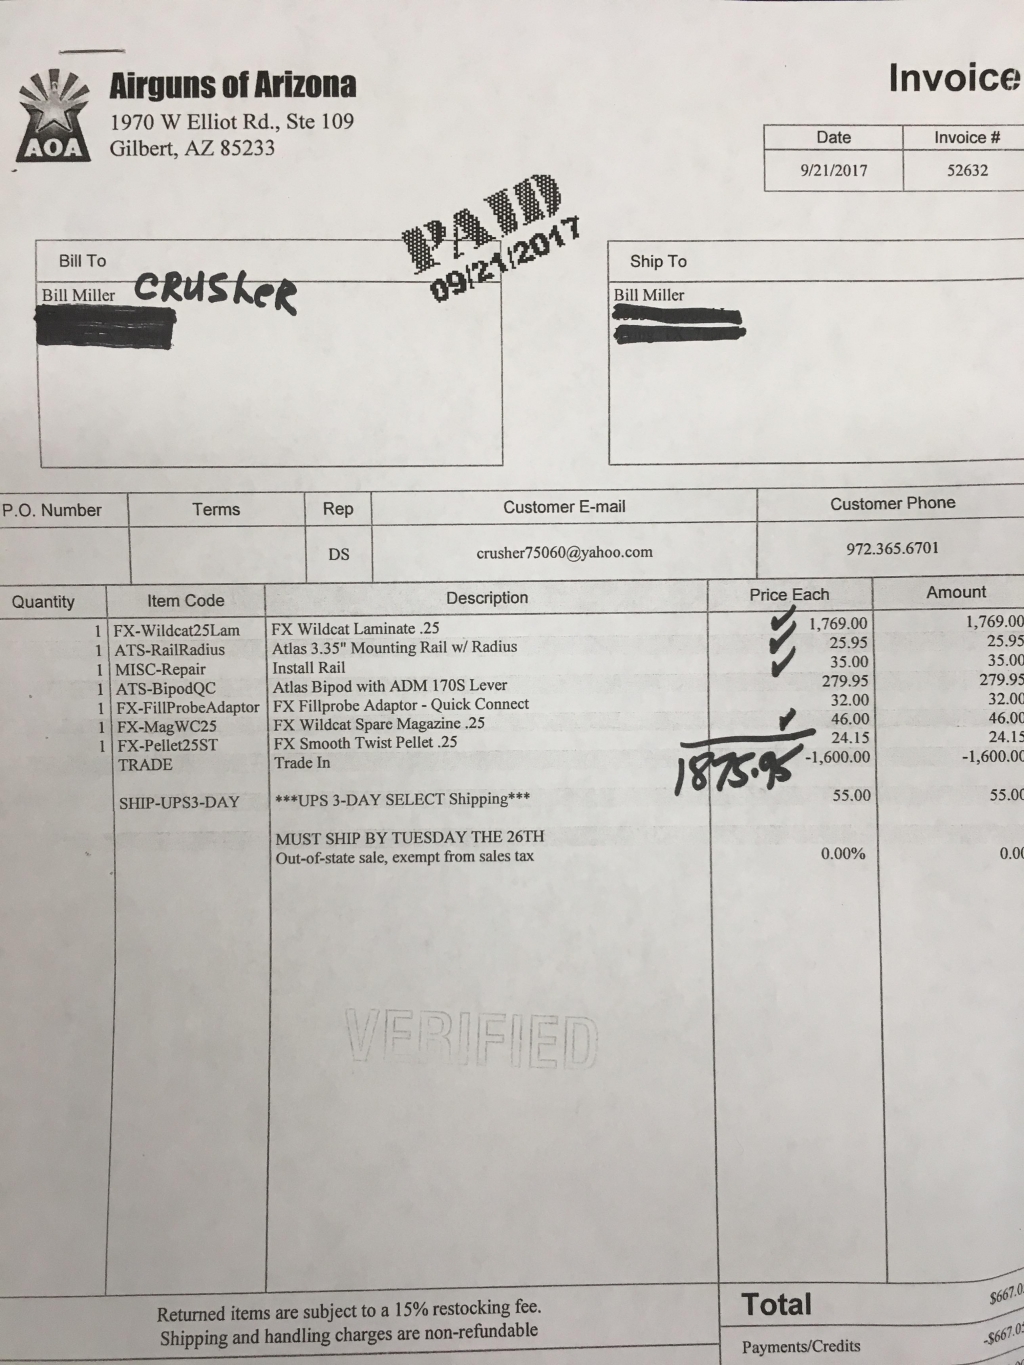 Airguns of Arizona
1970 W Elliot Rd., Ste 109
Gilbert, AZ 85233
AOA
Invoice
Date Invoice #
9/21/2017 52632
PAID
09/21/2017
Bill To
Bill Miller CRUSHER
Ship To
Bill Miller
P.O. Number Terms Rep Customer E-mail Customer Phone
DS crusher75060@yahoo.com 972.365.6701
Quantity Item Code Description Price Each Amount
1 FX-Wildcat25Lam FX Wildcat Laminate .25 1,769.00 1,769.00
1 ATS-RailRadius Atlas 3.35" Mounting Rail w/ Radius 25.95 25.95
1 MISC-Repair Install Rail 35.00 35.00
1 ATS-BipodQC Atlas Bipod with ADM 170S Lever 279.95 279.95
1 FX-FillProbeAdaptor FX Fillprobe Adaptor - Quick Connect 32.00 32.00
1 FX-MagWC25 FX Wildcat Spare Magazine .25 46.00 46.00
1 FX-Pellet25ST FX Smooth Twist Pellet .25 24.15 24.15
TRADE Trade In -1,600.00 -1,600.00
1875.95
SHIP-UPS3-DAY ***UPS 3-DAY SELECT Shipping*** 55.00 55.00
MUST SHIP BY TUESDAY THE 26TH
Out-of-state sale, exempt from sales tax 0.00% 0.00
VERIFIED
Returned items are subject to a 15% restocking fee.
Shipping and handling charges are non-refundable
Total $667.0
Payments/Credits -$667.05